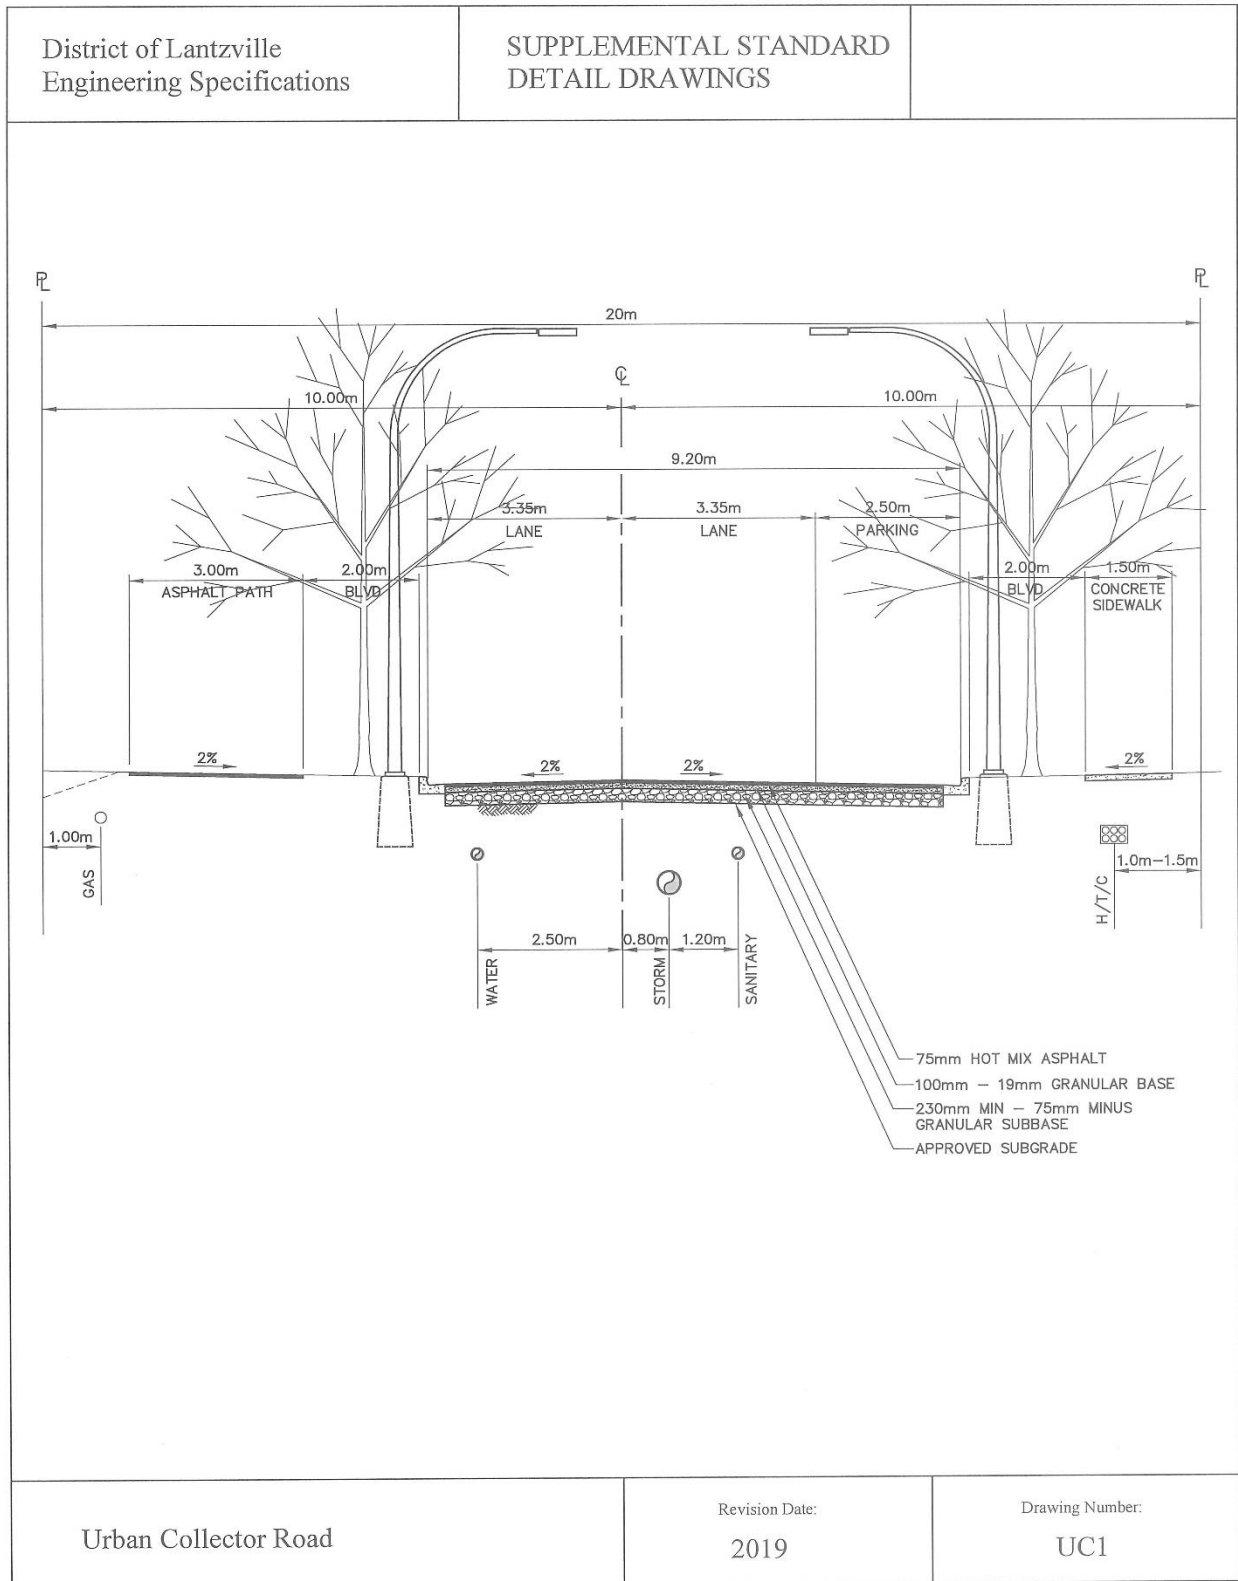 District of Lantzville
Engineering Specifications
SUPPLEMENTAL STANDARD
DETAIL DRAWINGS
PL
PL
20m
CL
10.00m
10.00m
9.20m
3.35m
LANE
3.35m
LANE
2.50m
PARKING
3.00m
ASPHALT PATH
2.00m
BLVD
2.00m
BLVD
1.50m
CONCRETE
SIDEWALK
2%
2%
2%
2%
1.00m
GAS
1.0m-1.5m
H/T/C
2.50m
0.80m
1.20m
WATER
STORM
SANITARY
75mm HOT MIX ASPHALT
100mm - 19mm GRANULAR BASE
230mm MIN - 75mm MINUS
GRANULAR SUBBASE
APPROVED SUBGRADE
Urban Collector Road
Revision Date:
2019
Drawing Number:
UC1